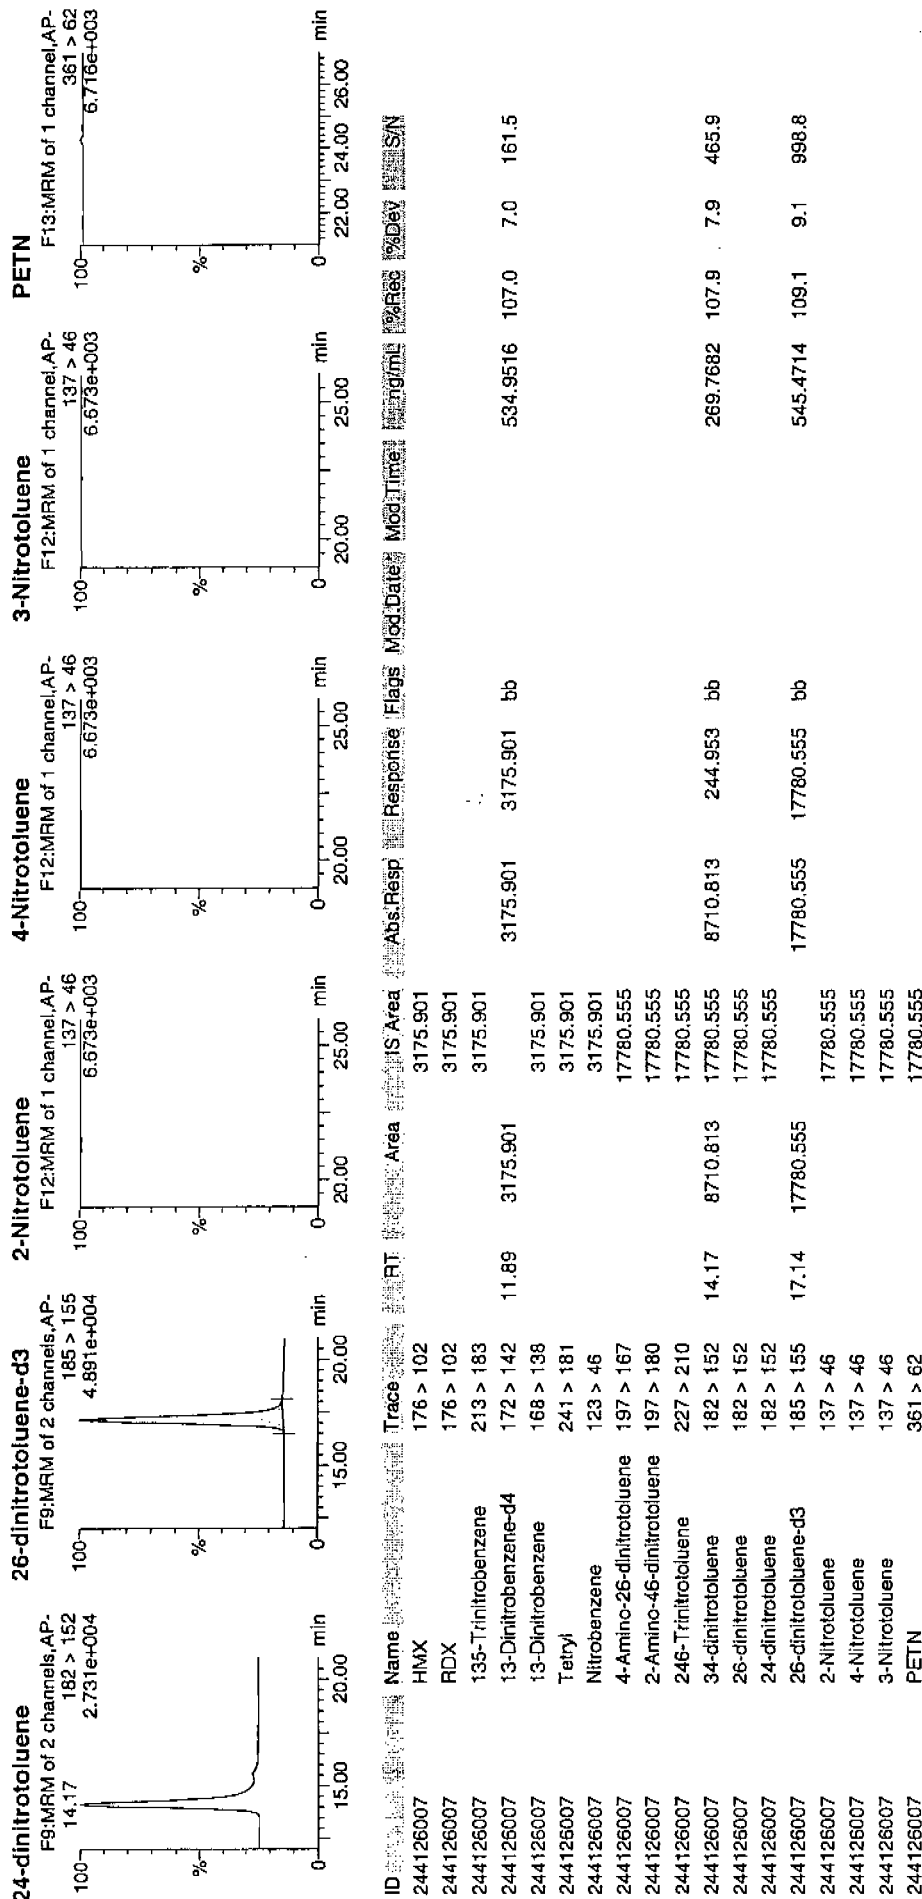 24-dinitrotoluene
F9:MRM of 2 channels,AP-
14.17
182 > 152
2.731e+004
100
%
0
15.00
20.00
min
26-dinitrotoluene-d3
F9:MRM of 2 channels,AP-
185 > 155
4.891e+004
100
%
0
15.00
20.00
min
2-Nitrotoluene
F12:MRM of 1 channel,AP-
137 > 46
6.673e+003
100
%
0
20.00
25.00
min
4-Nitrotoluene
F12:MRM of 1 channel,AP-
137 > 46
6.673e+003
100
%
0
20.00
25.00
min
3-Nitrotoluene
F12:MRM of 1 channel,AP-
137 > 46
6.673e+003
100
%
0
20.00
25.00
min
PETN
F13:MRM of 1 channel,AP-
361 > 62
6.716e+003
100
%
0
22.00
24.00
26.00
min
ID Name Trace RT Area IS Area Abs.Resp Response Flags Mod.Date Mod.Time ng/mL %Rec %Dev S/N
244126007 HMX 176 > 102 3175.901
244126007 RDX 176 > 102 3175.901
244126007 135-Trinitrobenzene 213 > 183 3175.901
244126007 13-Dinitrobenzene-d4 172 > 142 11.89 3175.901 3175.901 3175.901 bb 534.9516 107.0 7.0 161.5
244126007 13-Dinitrobenzene 168 > 138 3175.901
244126007 Tetryl 241 > 181 3175.901
244126007 Nitrobenzene 123 > 46 3175.901
244126007 4-Amino-26-dinitrotoluene 197 > 167 17780.555
244126007 2-Amino-46-dinitrotoluene 197 > 180 17780.555
244126007 246-Trinitrotoluene 227 > 210 17780.555
244126007 34-dinitrotoluene 182 > 152 14.17 8710.813 17780.555 8710.813 244.953 bb 269.7682 107.9 7.9 465.9
244126007 26-dinitrotoluene 182 > 152 17780.555
244126007 24-dinitrotoluene 182 > 152 17780.555
244126007 26-dinitrotoluene-d3 185 > 155 17.14 17780.555 17780.555 17780.555 bb 545.4714 109.1 9.1 998.8
244126007 2-Nitrotoluene 137 > 46 17780.555
244126007 4-Nitrotoluene 137 > 46 17780.555
244126007 3-Nitrotoluene 137 > 46 17780.555
244126007 PETN 361 > 62 17780.555